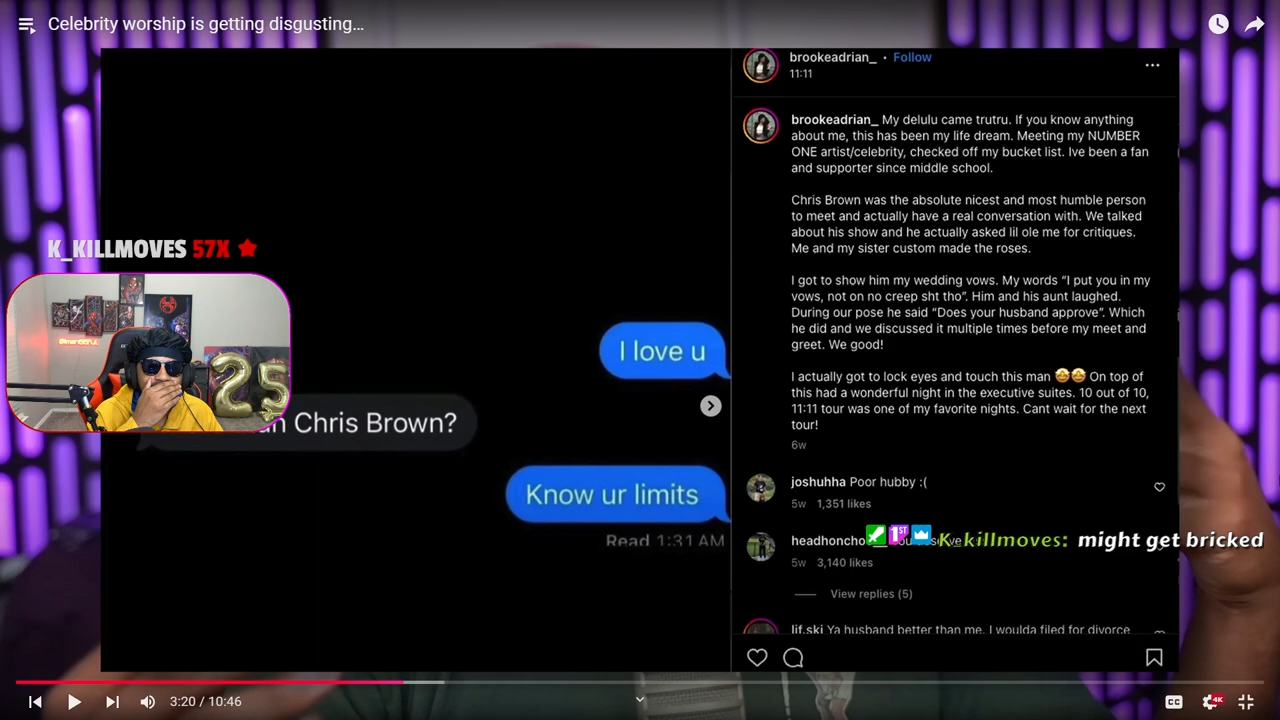 Celebrity worship is getting disgusting…
brookeadrian_ • Follow
11:11
brookeadrian_ My delulu came trutru. If you know anything
about me, this has been my life dream. Meeting my NUMBER
ONE artist/celebrity, checked off my bucket list. Ive been a fan
and supporter since middle school.
Chris Brown was the absolute nicest and most humble person
to meet and actually have a real conversation with. We talked
about his show and he actually asked lil ole me for critiques.
Me and my sister custom made the roses.
I got to show him my wedding vows. My words “I put you in my
vows, not on no creep sht tho”. Him and his aunt laughed.
During our pose he said “Does your husband approve”. Which
he did and we discussed it multiple times before my meet and
greet. We good!
I actually got to lock eyes and touch this man 🤩🤩 On top of
this had a wonderful night in the executive suites. 10 out of 10,
11:11 tour was one of my favorite nights. Cant wait for the next
tour!
6w
joshuhha Poor hubby :(
5w 1,351 likes
headhoncho
5w 3,140 likes
View replies (5)
lif.ski Ya husband better than me. I woulda filed for divorce
K_KILLMOVES 57X
25
I love u
Chris Brown?
Know ur limits
Read 1:31 AM
1ST K_killmoves: might get bricked
3:20 / 10:46
CC
4K